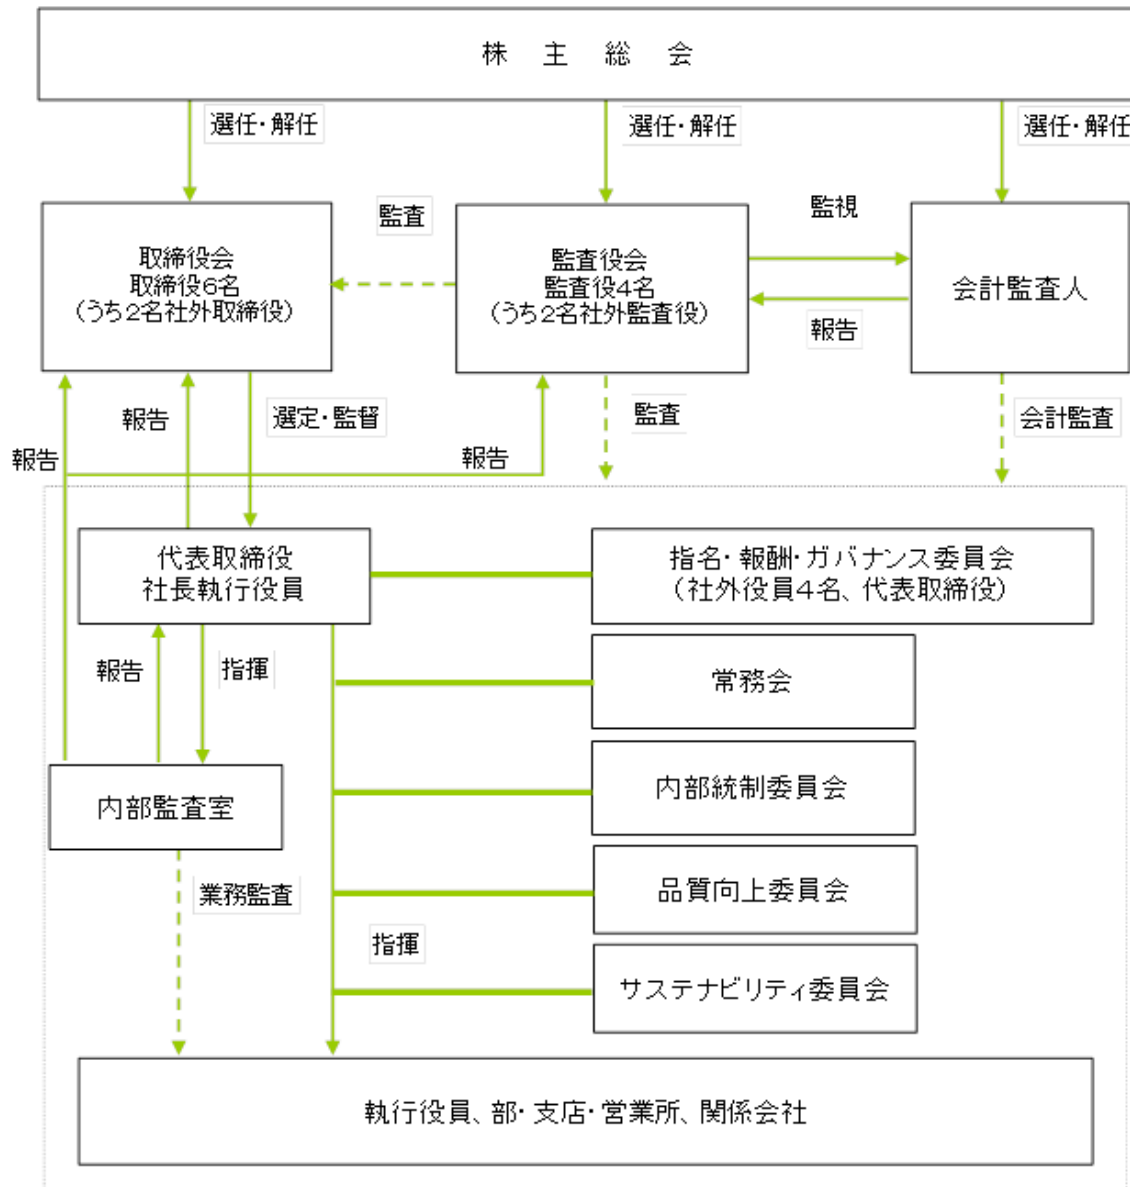 株主総会
選任・解任
選任・解任
選任・解任
取締役会
取締役6名
(うち2名社外取締役)
監査
監査役会
監査役4名
(うち2名社外監査役)
監視
報告
会計監査人
報告
報告
選定・監督
報告
監査
会計監査
代表取締役
社長執行役員
指名・報酬・ガバナンス委員会
(社外役員4名、代表取締役)
報告
指揮
常務会
内部監査室
内部統制委員会
業務監査
品質向上委員会
指揮
サステナビリティ委員会
執行役員、部・支店・営業所、関係会社